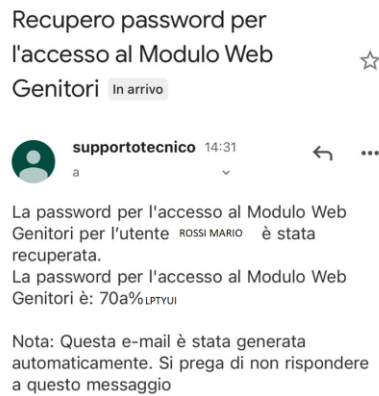 Recupero password per
l'accesso al Modulo Web
Genitori In arrivo
supportotecnico 14:31
a
La password per l'accesso al Modulo Web
Genitori per l’utente ROSSI MARIO è stata
recuperata.
La password per l'accesso al Modulo Web
Genitori è: 70a%LPTYUI
Nota: Questa e-mail è stata generata
automaticamente. Si prega di non rispondere
a questo messaggio